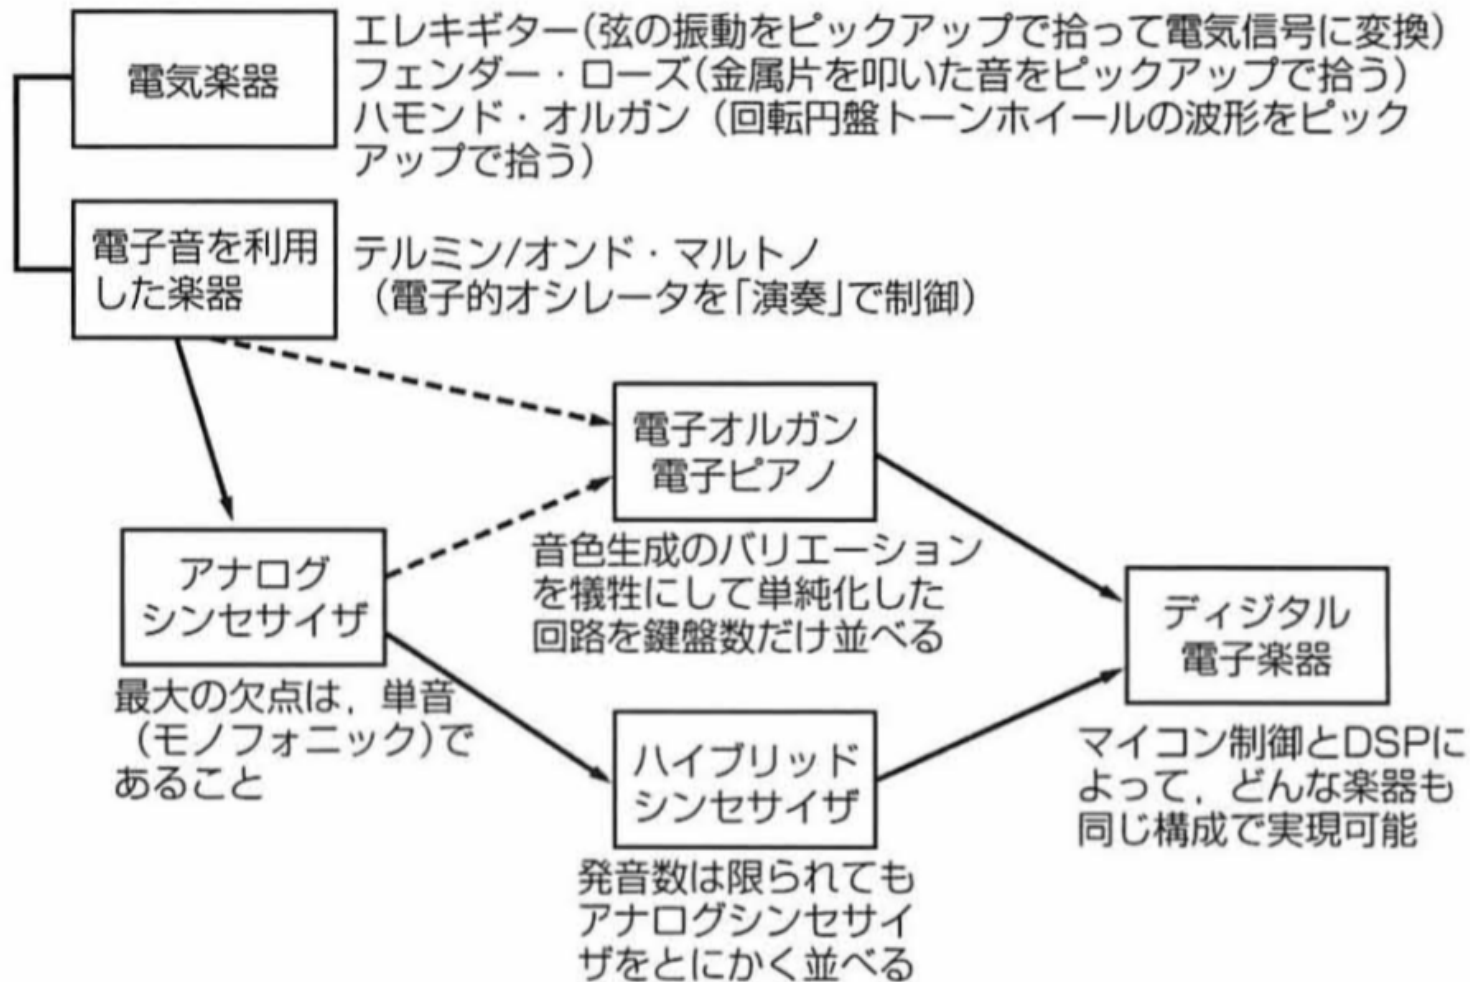 電気楽器
エレキギター(弦の振動をピックアップで拾って電気信号に変換)
フェンダー・ローズ(金属片を叩いた音をピックアップで拾う)
ハモンド・オルガン(回転円盤トーンホイールの波形をピック
アップで拾う)
電子音を利用
した楽器
テルミン/オンド・マルトノ
(電子的オシレータを「演奏」で制御)
電子オルガン
電子ピアノ
音色生成のバリエーション
を犠牲にして単純化した
回路を鍵盤数だけ並べる
アナログ
シンセサイザ
最大の欠点は,単音
(モノフォニック)で
あること
ハイブリッド
シンセサイザ
発音数は限られても
アナログシンセサイ
ザをとにかく並べる
ディジタル
電子楽器
マイコン制御とDSPに
よって,どんな楽器も
同じ構成で実現可能